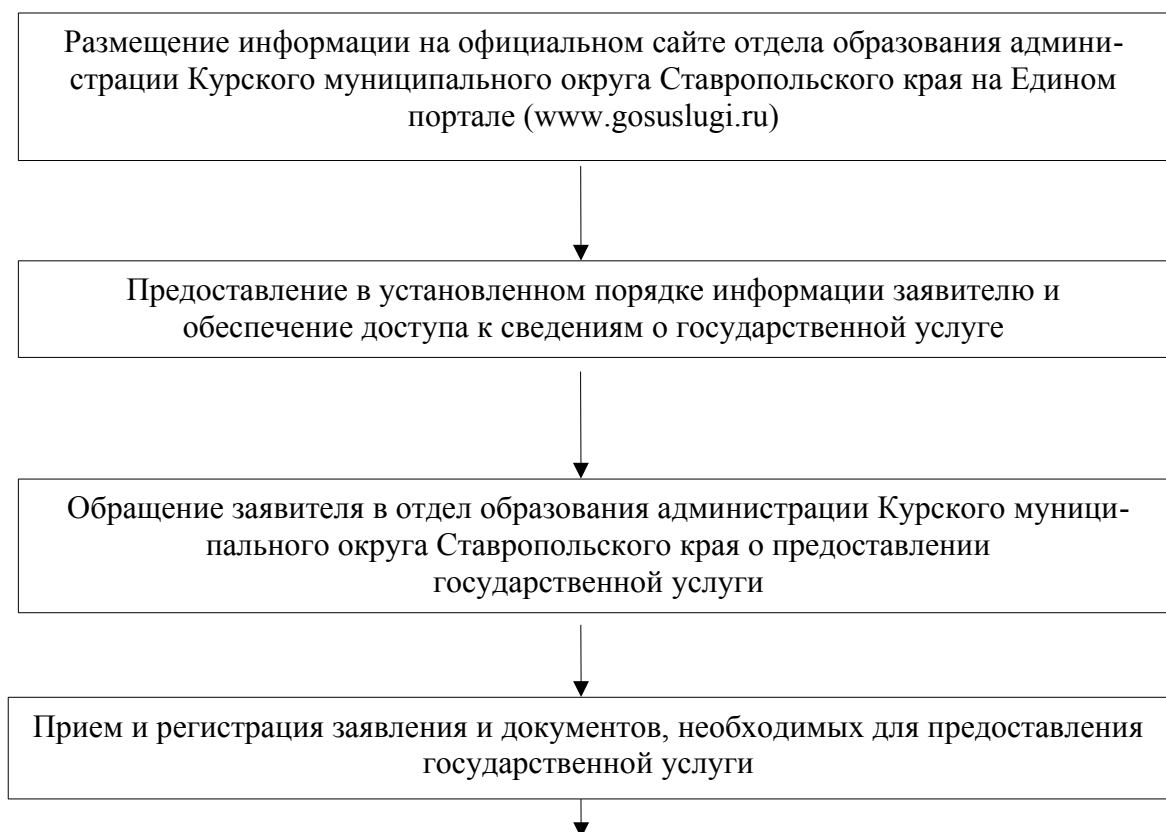 Размещение информации на официальном сайте отдела образования админи-
страции Курского муниципального округа Ставропольского края на Едином
портале (www.gosuslugi.ru)
Предоставление в установленном порядке информации заявителю и
обеспечение доступа к сведениям о государственной услуге
Обращение заявителя в отдел образования администрации Курского муници-
пального округа Ставропольского края о предоставлении
государственной услуги
Прием и регистрация заявления и документов, необходимых для предоставления
государственной услуги